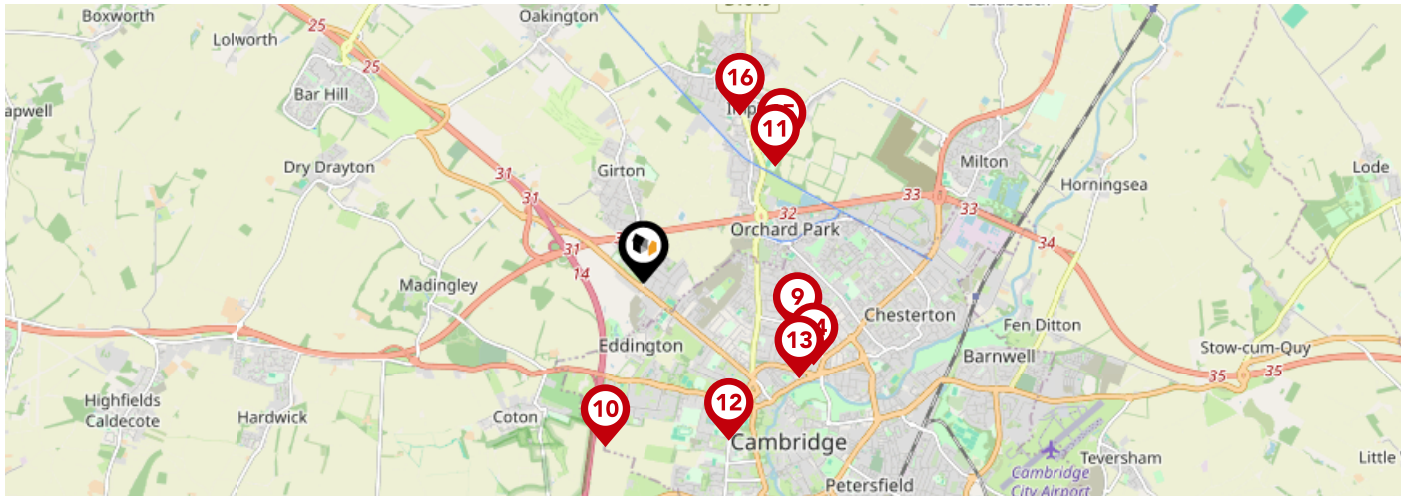 Boxworth
Oakington
Lolworth
25
25
Bar Hill
16
11
Dry Drayton
Girton
Milton
Lode
Horningsea
31
31
33
33
32
Orchard Park
34
31
14
Madingley
9
Chesterton
Fen Ditton
13
Eddington
Barnwell
Stow-cum-Quy
35
35
Highfields
Caldecote
Hardwick
Coton
10
12
Cambridge
Teversham
Petersfield
Cambridge
City Airport